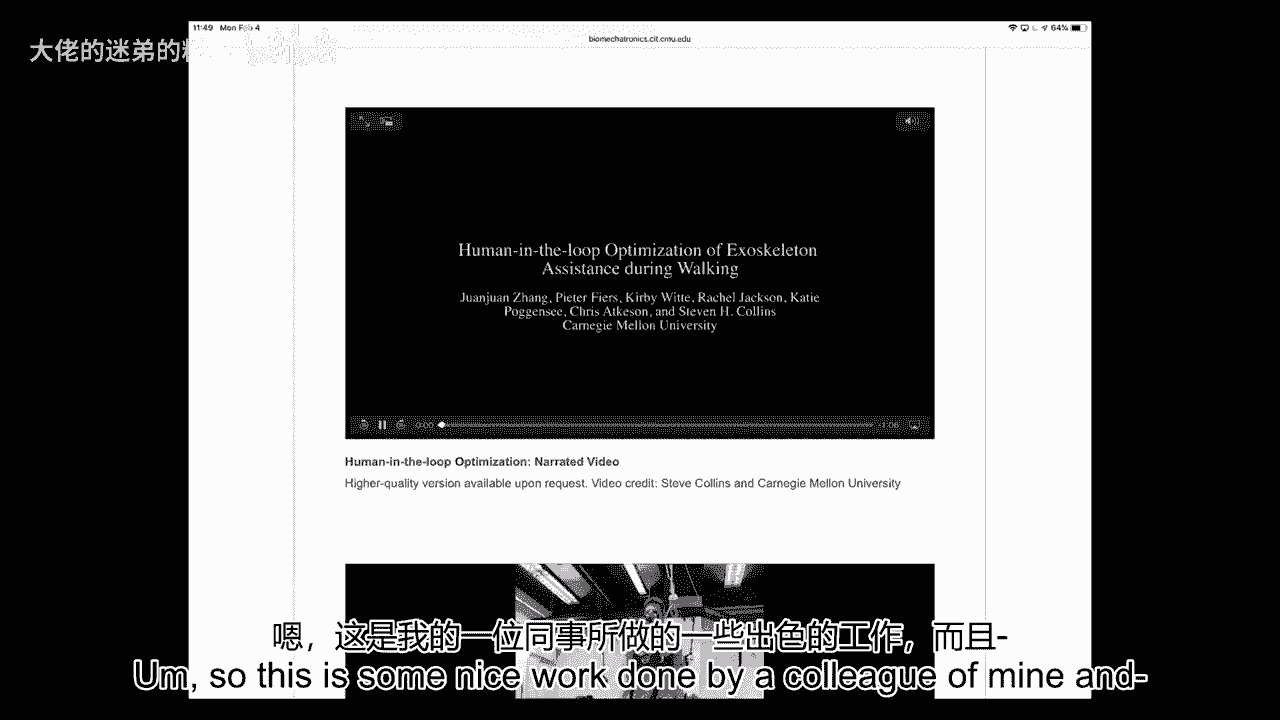 11:49 Mon Feb 4
64%
biomechatronics.cit.cmu.edu
大佬的迷弟的
Human-in-the-loop Optimization of Exoskeleton
Assistance during Walking
Juanjuan Zhang, Pieter Fiers, Kirby Witte, Rachel Jackson, Katie
Poggensee, Chris Atkeson, and Steven H. Collins
Carnegie Mellon University
0:00
Human-in-the-loop Optimization: Narrated Video
Higher-quality version available upon request. Video credit: Steve Collins and Carnegie Mellon University
嗯，这是我的一位同事所做的一些出色的工作，而且-
Um, so this is some nice work done by a colleague of mine and-